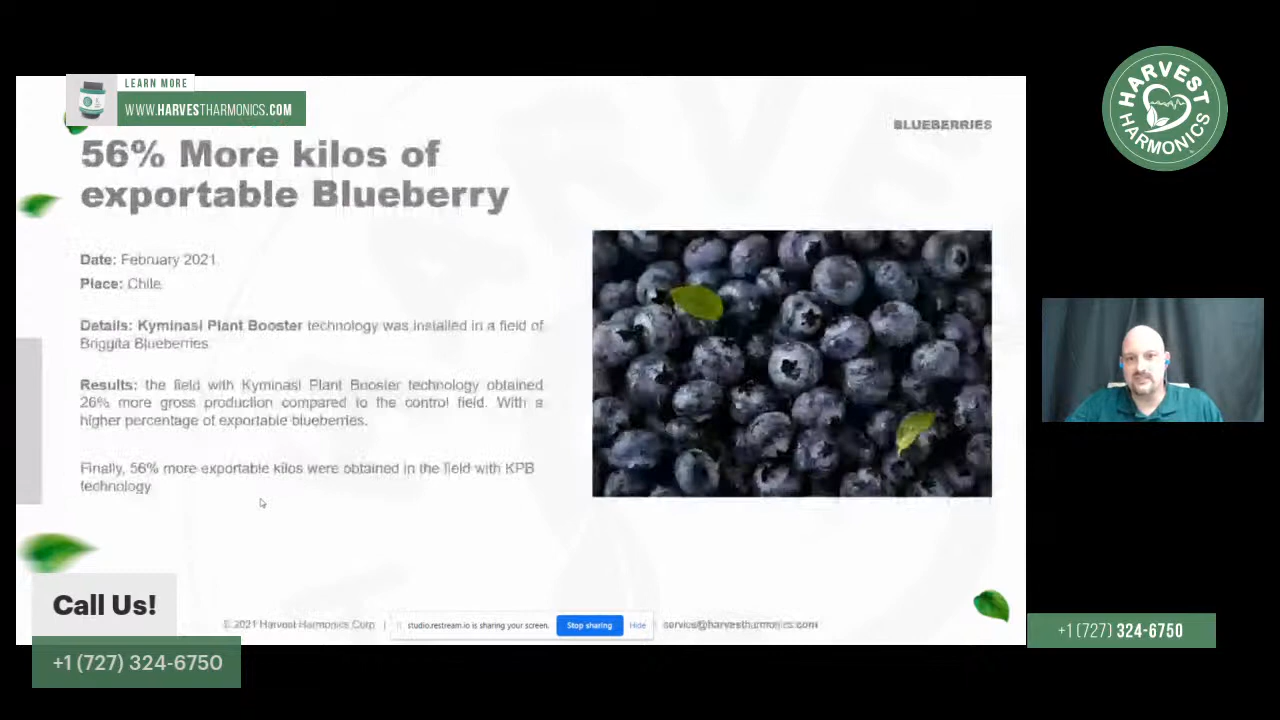 LEARN MORE
WWW.HARVESTHARMONICS.COM
HARVEST
HARMONICS
BLUEBERRIES
56% More kilos of
exportable Blueberry
Date: February 2021
Place: Chile
Details: Kyminasi Plant Booster technology was installed in a field of
Briggita Blueberries
Results: the field with Kyminasi Plant Booster technology obtained
26% more gross production compared to the control field. With a
higher percentage of exportable blueberries.
Finally, 56% more exportable kilos were obtained in the field with KPB
technology
Call Us!
+1 (727) 324-6750
© 2021 Harvest Harmonics Corp |
studio.restream.io is sharing your screen.
Stop sharing
Hide
service@harvestharmonics.com
+1 (727) 324-6750